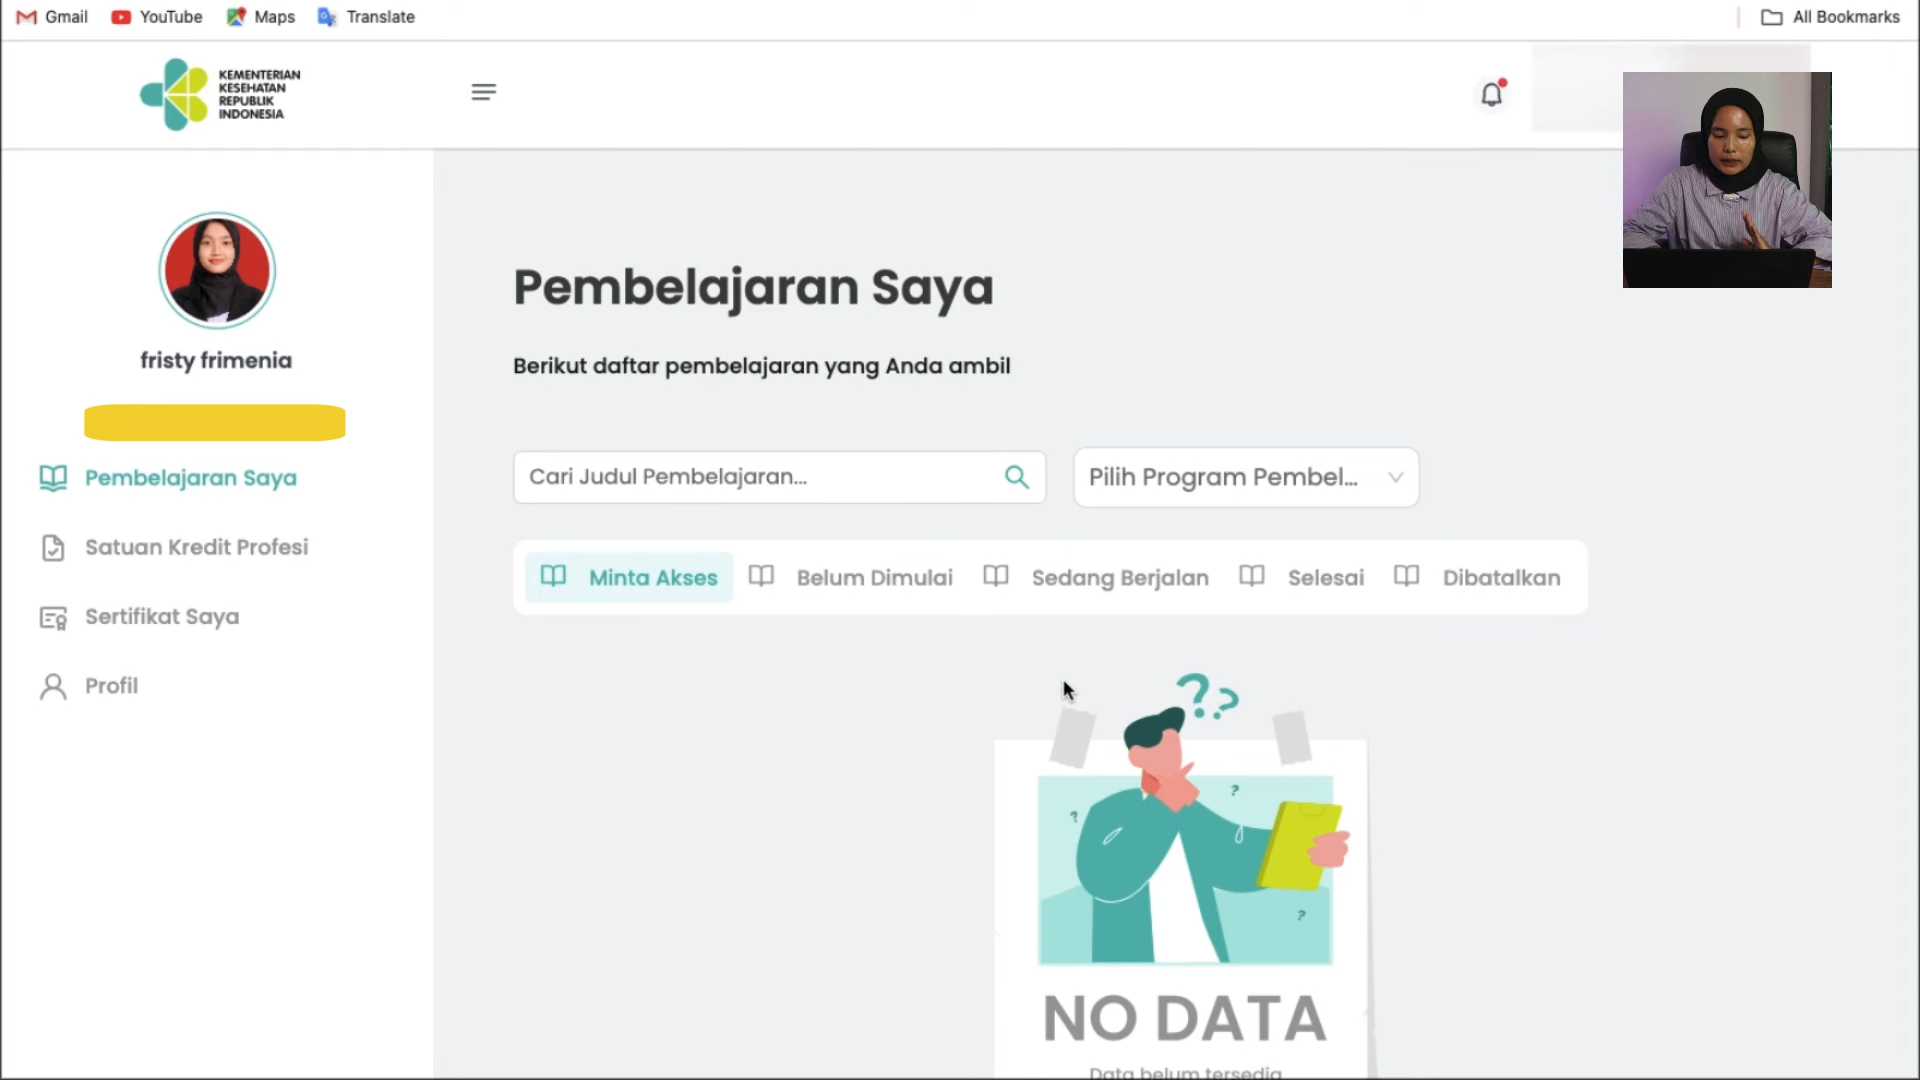 Gmail
YouTube
Maps
Translate
All Bookmarks
KEMENTERIAN
KESEHATAN
REPUBLIK
INDONESIA
fristy frimenia
Pembelajaran Saya
Satuan Kredit Profesi
Sertifikat Saya
Profil
Pembelajaran Saya
Berikut daftar pembelajaran yang Anda ambil
Cari Judul Pembelajaran...
Pilih Program Pembel...
Minta Akses
Belum Dimulai
Sedang Berjalan
Selesai
Dibatalkan
? ?
?
?
?
NO DATA
Data belum tersedia